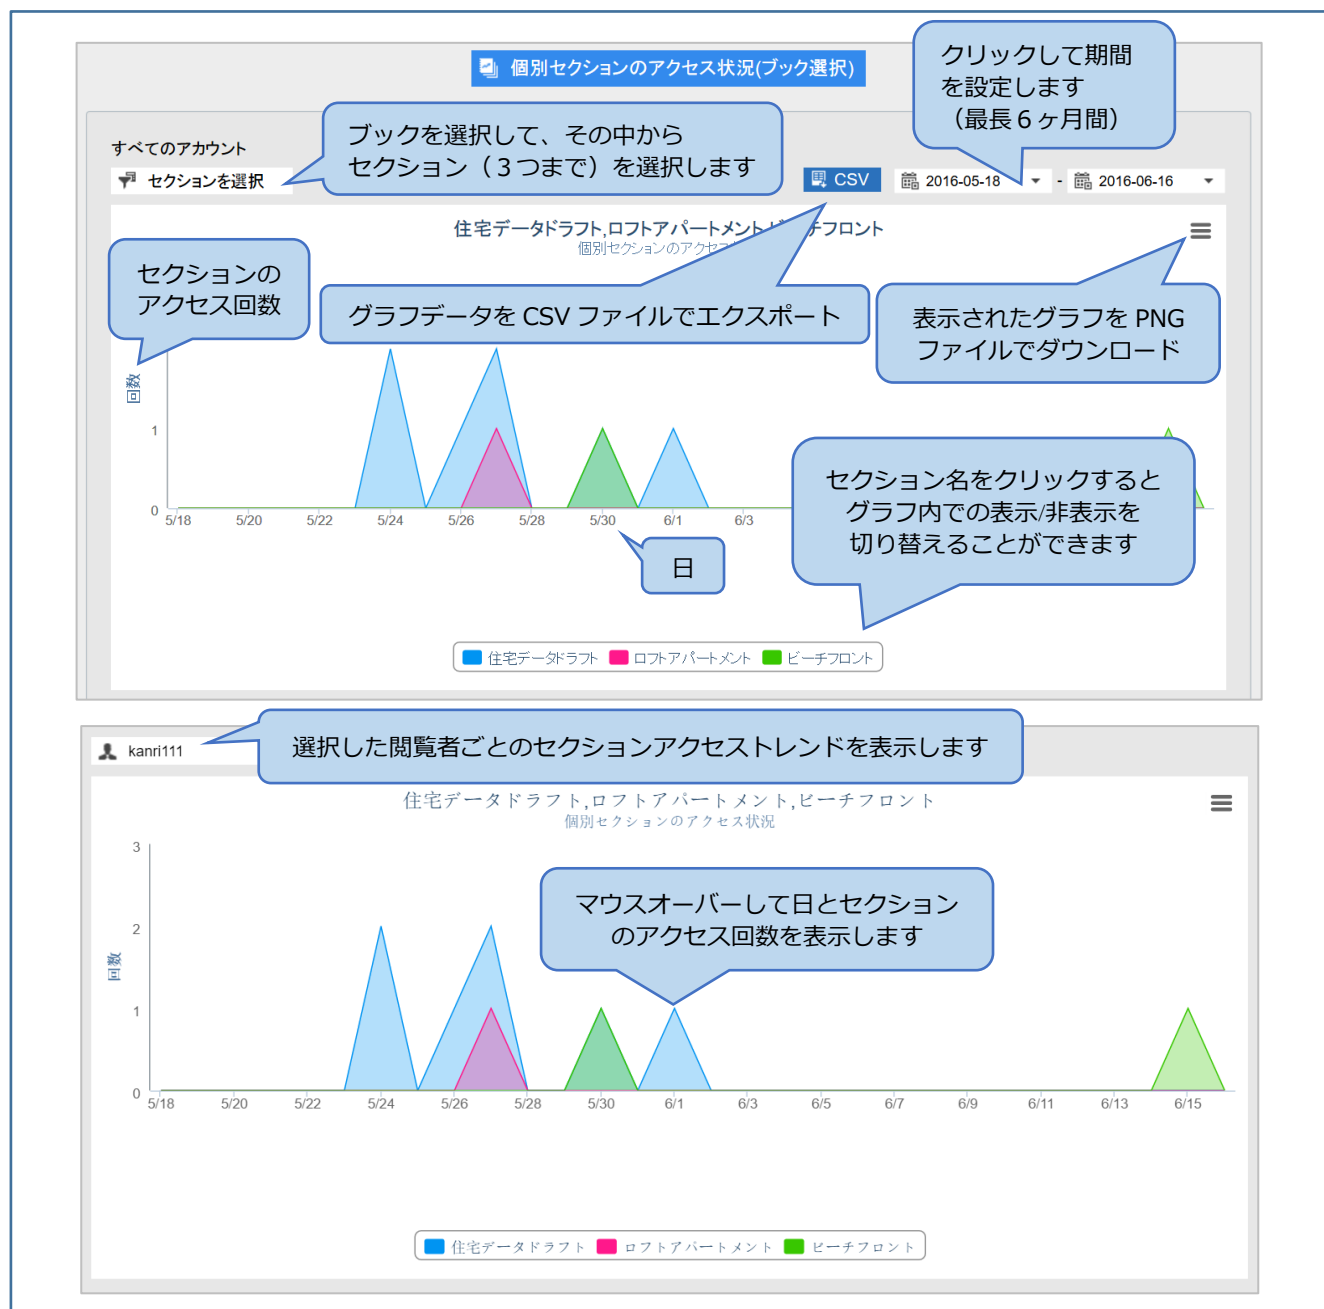 個別セクションのアクセス状況(ブック選択)
クリックして期間
を設定します
（最長６ヶ月間）
すべてのアカウント
セクションを選択
ブックを選択して、その中から
セクション（３つまで）を選択します
CSV
2016-05-18
-
2016-06-16
住宅データドラフト,ロフトアパートメント,ビーチフロント
個別セクションのアクセス
セクションの
アクセス回数
グラフデータを CSV ファイルでエクスポート
表示されたグラフを PNG
ファイルでダウンロード
回数
1
0
セクション名をクリックすると
グラフ内での表示/非表示を
切り替えることができます
5/18 5/20 5/22 5/24 5/26 5/28 5/30 6/1 6/3
日
住宅データドラフト ロフトアパートメント ビーチフロント
kanri111
選択した閲覧者ごとのセクションアクセストレンドを表示します
住宅データドラフト,ロフトアパートメント,ビーチフロント
個別セクションのアクセス状況
3
2
1
0
回数
マウスオーバーして日とセクション
のアクセス回数を表示します
5/18 5/20 5/22 5/24 5/26 5/28 5/30 6/1 6/3 6/5 6/7 6/9 6/11 6/13 6/15
住宅データドラフト ロフトアパートメント ビーチフロント